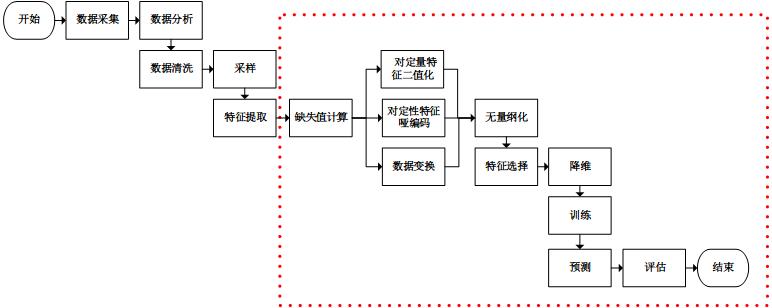 开始
数据采集
数据分析
数据清洗
采样
特征提取
缺失值计算
对定量特
征二值化
对定性特征
哑编码
数据变换
无量纲化
特征选择
降维
训练
预测
评估
结束